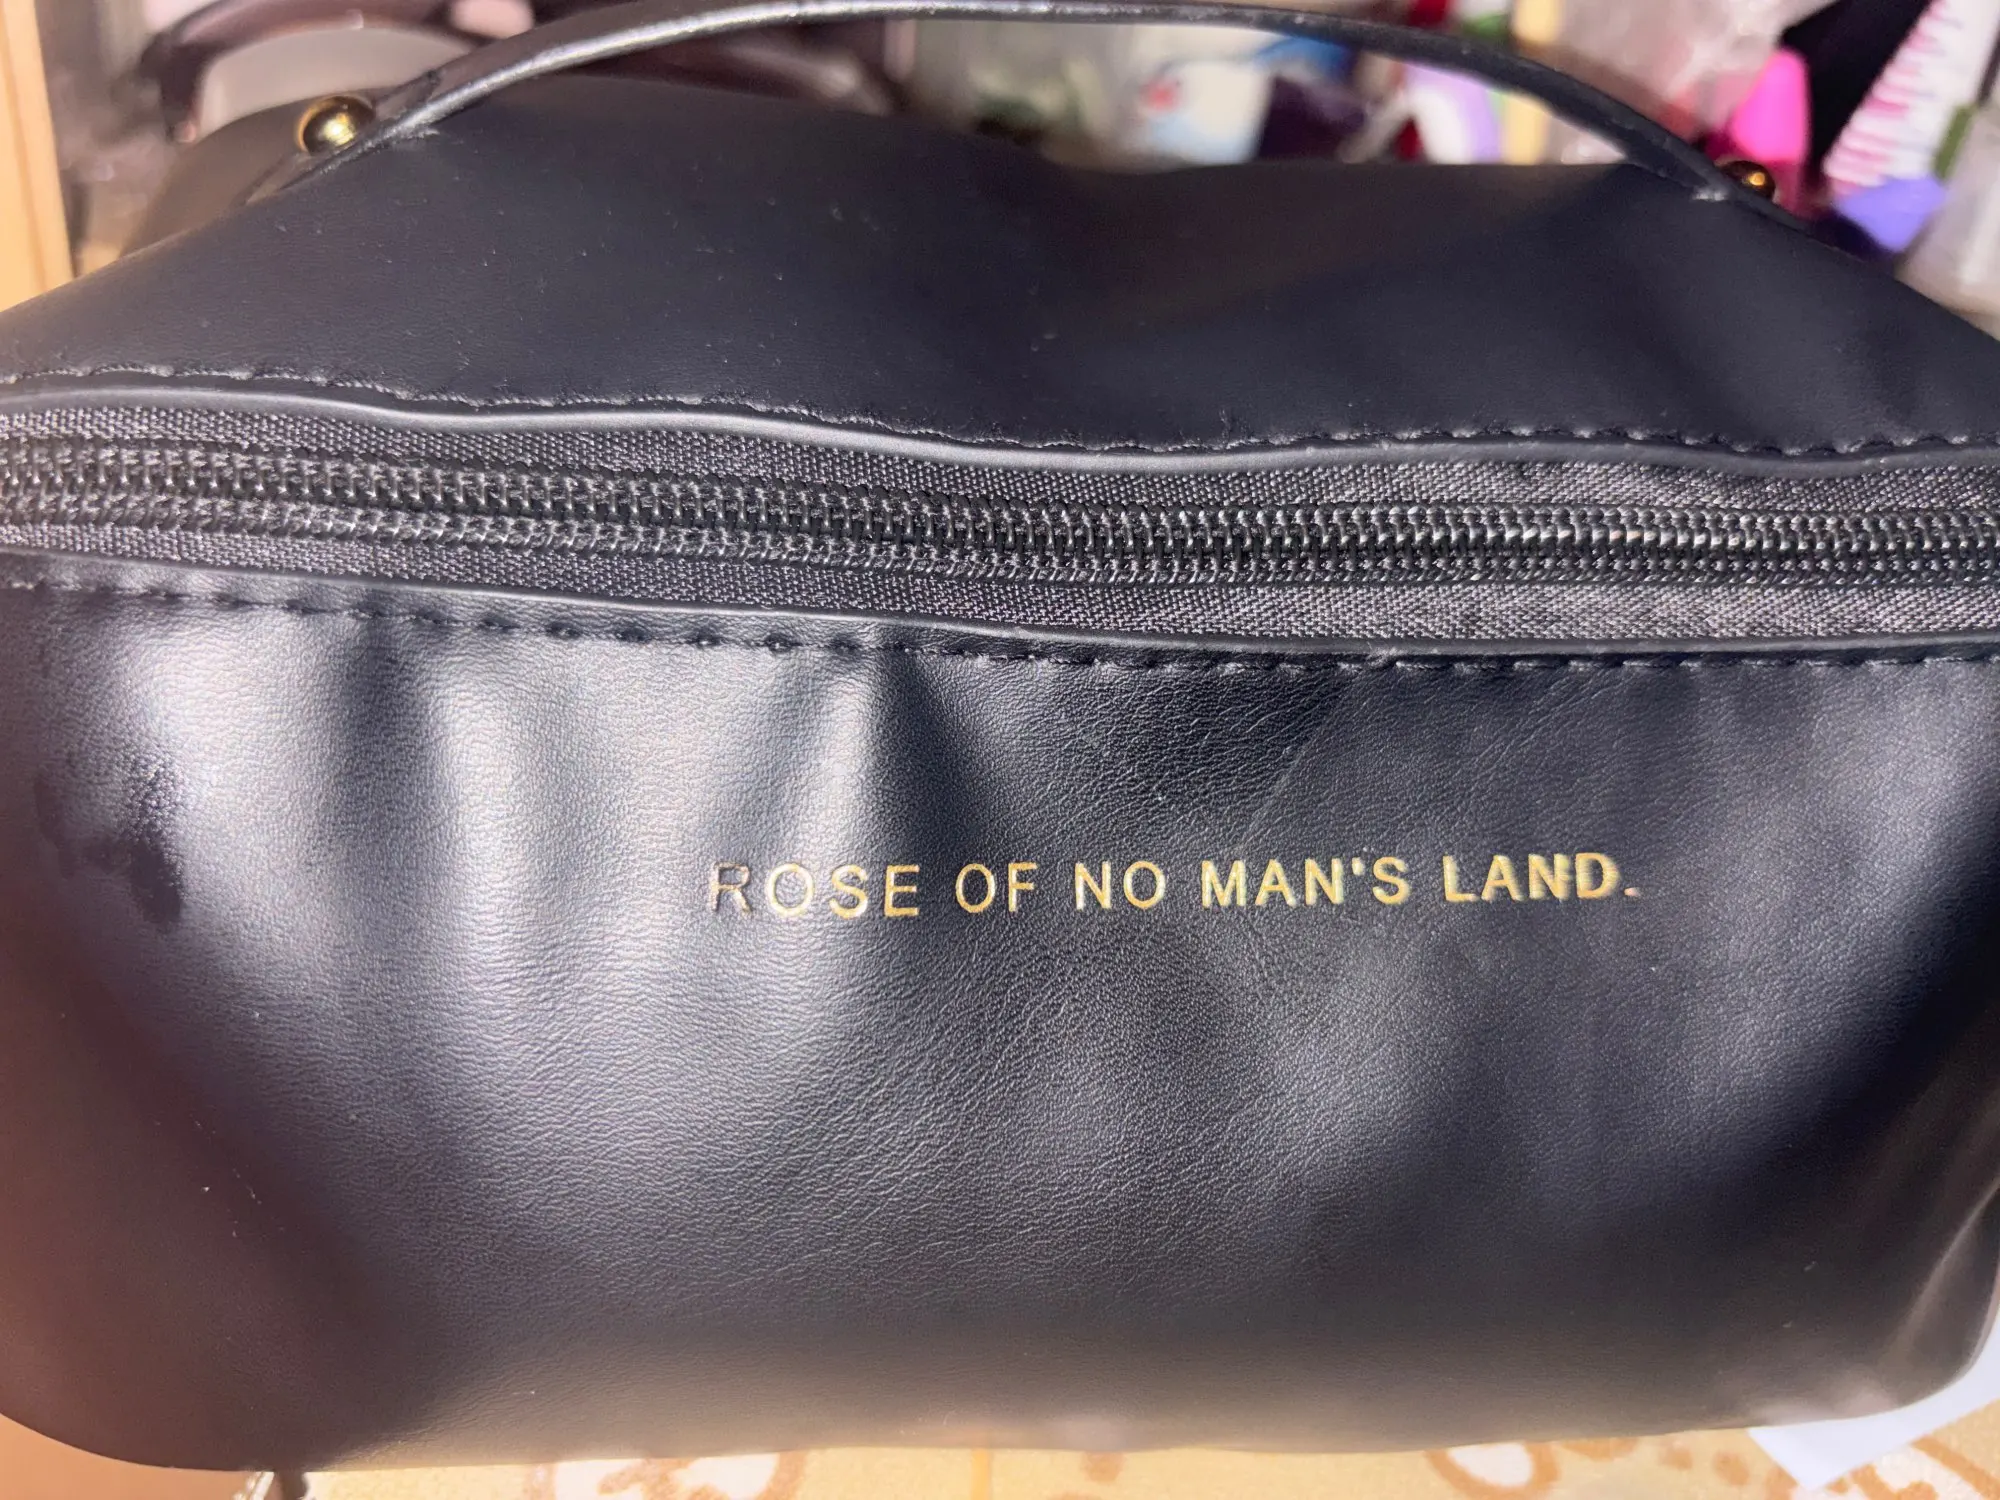 ROSE OF NO MAN'S LAND.